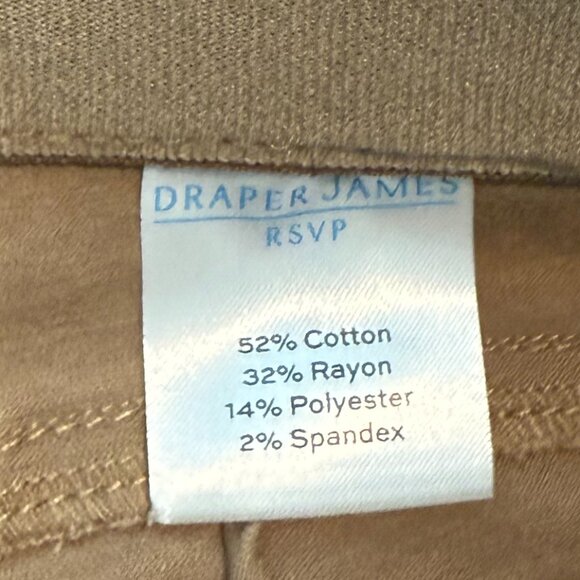 DRAPER JAMES
RSVP
52% Cotton
32% Rayon
14% Polyester
2% Spandex